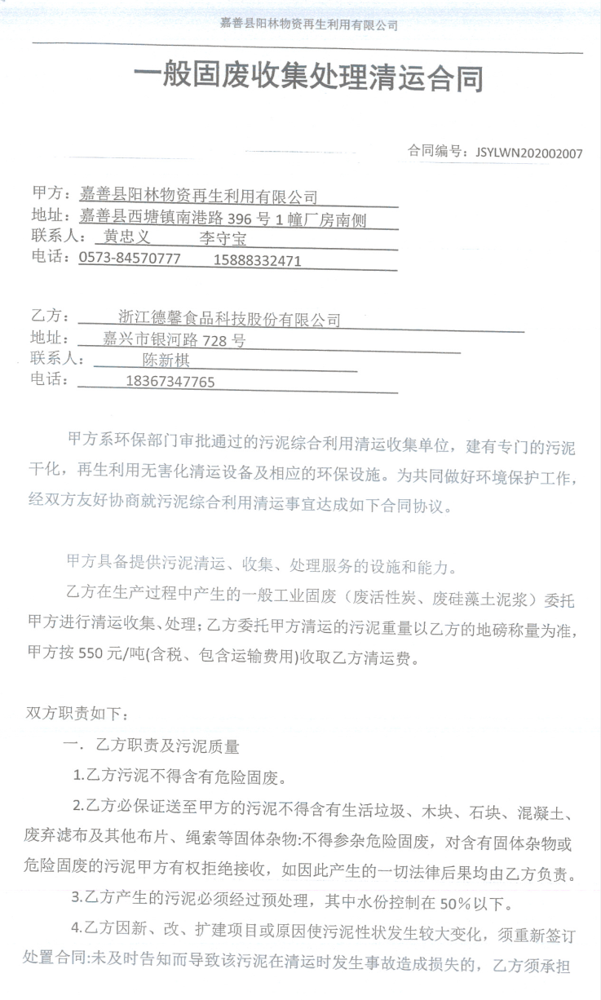 嘉善县阳林物资再生利用有限公司
一般固废收集处理清运合同
合同编号：JSYLWN202002007
甲方：嘉善县阳林物资再生利用有限公司
地址：嘉善县西塘镇南港路 396 号 1 幢厂房南侧
联系人： 黄忠义 李守宝
电话：0573-84570777 15888332471
乙方： 浙江德馨食品科技股份有限公司
地址： 嘉兴市银河路 728 号
联系人： 陈新棋
电话： 18367347765
甲方系环保部门审批通过的污泥综合利用清运收集单位，建有专门的污泥
干化，再生利用无害化清运设备及相应的环保设施。为共同做好环境保护工作，
经双方友好协商就污泥综合利用清运事宜达成如下合同协议。
甲方具备提供污泥清运、收集、处理服务的设施和能力。
乙方在生产过程中产生的一般工业固废（废活性炭、废硅藻土泥浆）委托
甲方进行清运收集、处理；乙方委托甲方清运的污泥重量以乙方的地磅称量为准，
甲方按 550 元/吨(含税、包含运输费用)收取乙方清运费。
双方职责如下：
一．乙方职责及污泥质量
1.乙方污泥不得含有危险固废。
2.乙方必保证送至甲方的污泥不得含有生活垃圾、木块、石块、混凝土、
废弃滤布及其他布片、绳索等固体杂物:不得参杂危险固废，对含有固体杂物或
危险固废的污泥甲方有权拒绝接收，如因此产生的一切法律后果均由乙方负责。
3.乙方产生的污泥必须经过预处理，其中水份控制在 50%以下。
4.乙方因新、改、扩建项目或原因使污泥性状发生较大变化，须重新签订
处置合同:未及时告知而导致该污泥在清运时发生事故造成损失的，乙方须承担